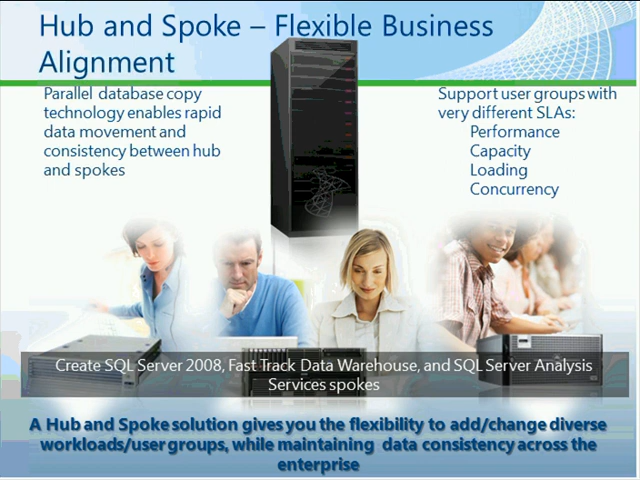 Hub and Spoke – Flexible Business
Alignment
Parallel database copy
technology enables rapid
data movement and
consistency between hub
and spokes
Support user groups with
very different SLAs:
Performance
Capacity
Loading
Concurrency
Create SQL Server 2008, Fast Track Data Warehouse, and SQL Server Analysis
Services spokes
A Hub and Spoke solution gives you the flexibility to add/change diverse
workloads/user groups, while maintaining data consistency across the
enterprise